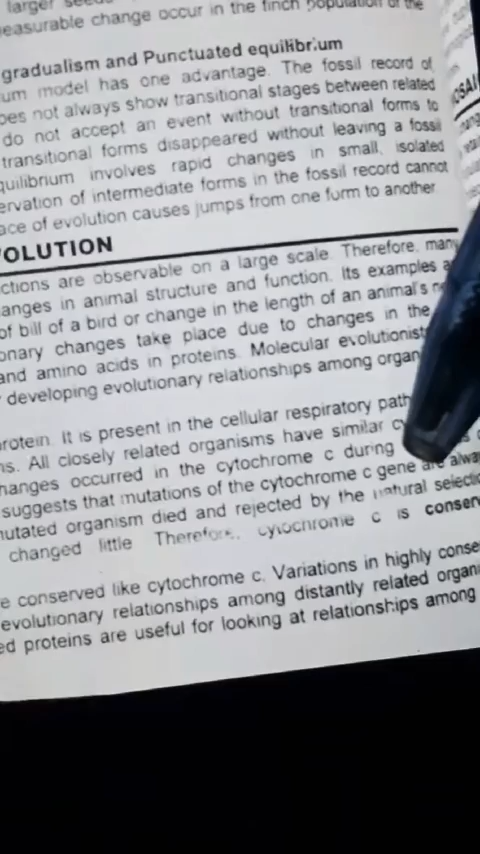 larger
measurable change occur in the finch population of the
gradualism and Punctuated equilibrium
um model has one advantage. The fossil record of
oes not always show transitional stages between related
do not accept an event without transitional forms to
transitional forms disappeared without leaving a fossil
quilibrium involves rapid changes in small, isolated
ervation of intermediate forms in the fossil record cannot
ace of evolution causes jumps from one form to another
OLUTION
ctions are observable on a large scale. Therefore, many
anges in animal structure and function. Its examples a
of bill of a bird or change in the length of an animal's
onary changes take place due to changes in the
and amino acids in proteins. Molecular evolutionist
developing evolutionary relationships among organ
rotein. It is present in the cellular respiratory path
ns. All closely related organisms have similar cy
hanges occurred in the cytochrome c during
suggests that mutations of the cytochrome c gene are alwa
mutated organism died and rejected by the natural selectio
changed little Therefore, cytochrome c is conserv
e conserved like cytochrome c. Variations in highly conse
evolutionary relationships among distantly related organ
ed proteins are useful for looking at relationships among